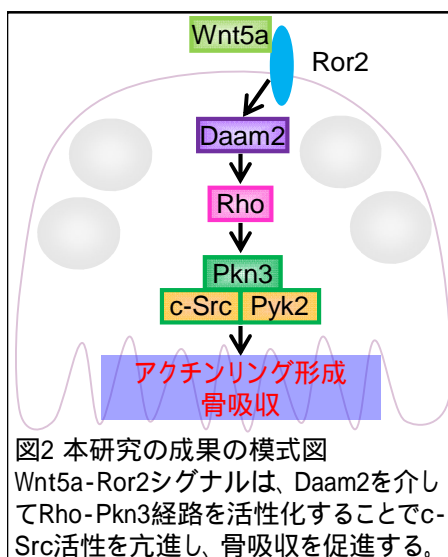 Wnt5a
Ror2
Daam2
Rho
Pkn3
c-Src Pyk2
アクチンリング形成
骨吸収
図2 本研究の成果の模式図
Wnt5a-Ror2シグナルは、Daam2を介し
てRho-Pkn3経路を活性化することでc-
Src活性を亢進し、骨吸収を促進する。